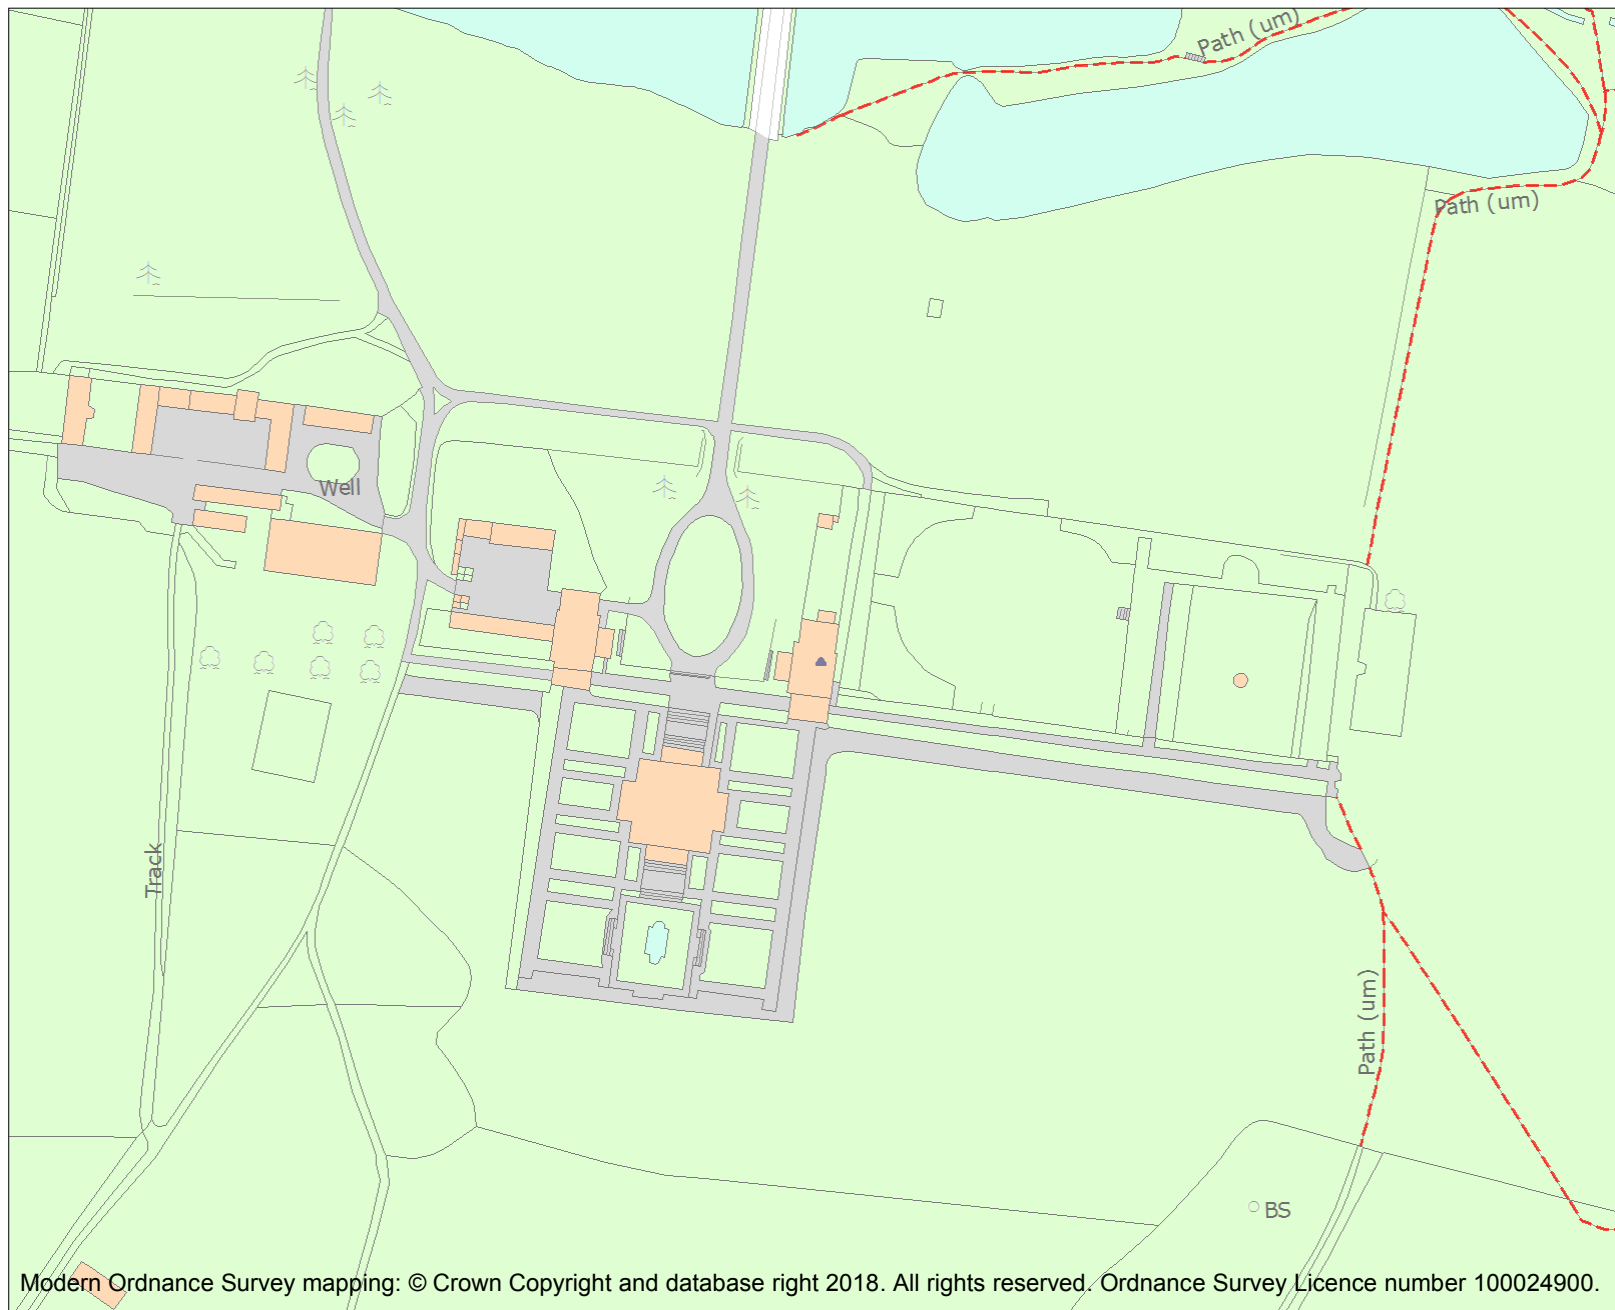 Path (um)
Path (um)
Well
Track
Path (um)
BS
Modern Ordnance Survey mapping: © Crown Copyright and database right 2018. All rights reserved. Ordnance Survey Licence number 100024900.